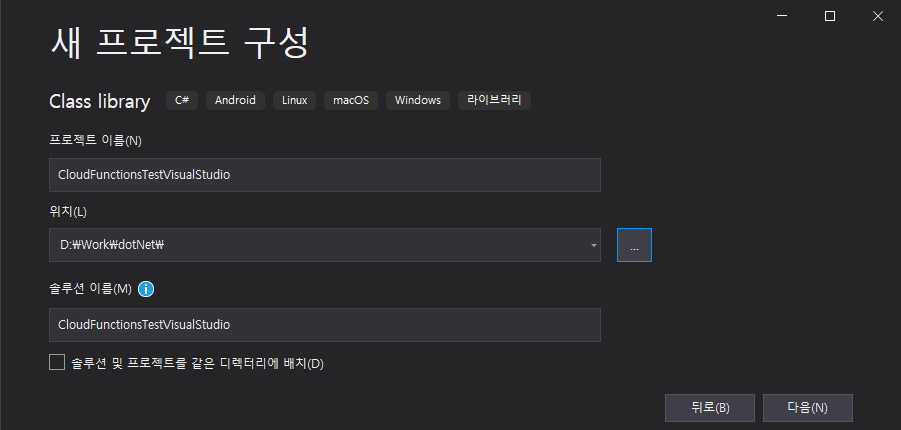 새 프로젝트 구성
Class library C# Android Linux macOS Windows 라이브러리
프로젝트 이름(N)
CloudFunctionsTestVisualStudio
위치(L)
D:₩Work₩dotNet₩
...
솔루션 이름(M)
CloudFunctionsTestVisualStudio
솔루션 및 프로젝트를 같은 디렉터리에 배치(D)
뒤로(B) 다음(N)